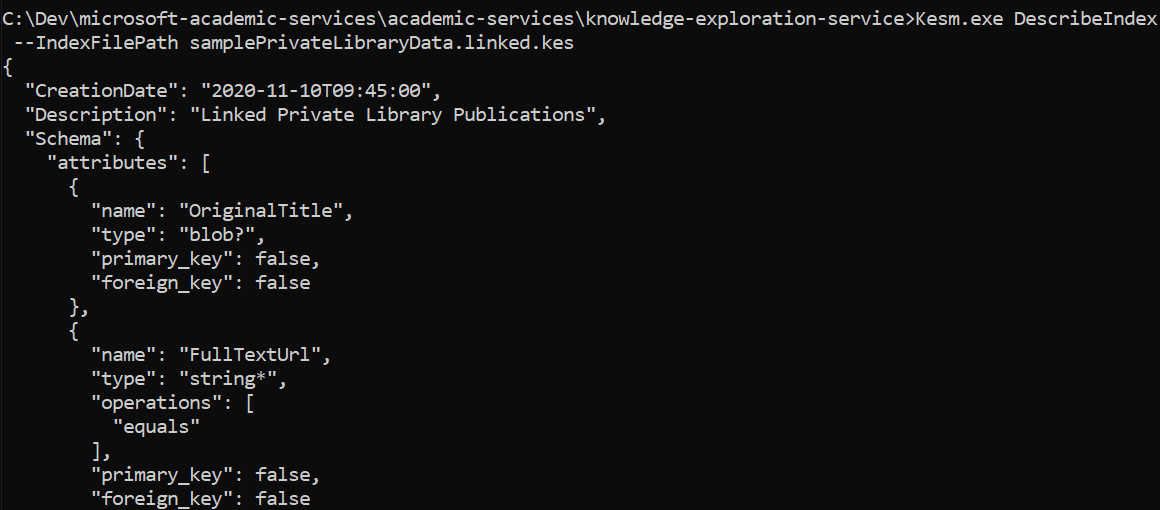 C:\Dev\microsoft-academic-services\academic-services\knowledge-exploration-service>Kesm.exe DescribeIndex
 --IndexFilePath samplePrivateLibraryData.linked.kes
{
  "CreationDate": "2020-11-10T09:45:00",
  "Description": "Linked Private Library Publications",
  "Schema": {
    "attributes": [
      {
        "name": "OriginalTitle",
        "type": "blob?",
        "primary_key": false,
        "foreign_key": false
      },
      {
        "name": "FullTextUrl",
        "type": "string*",
        "operations": [
          "equals"
        ],
        "primary_key": false,
        "foreign_key": false